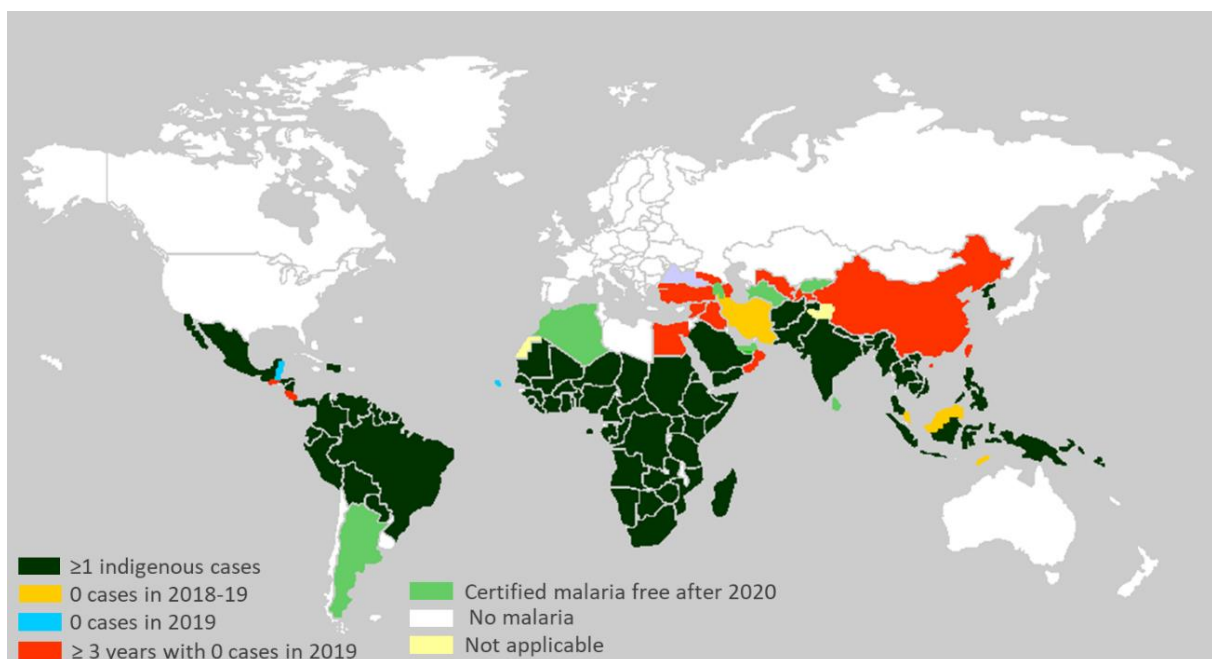 ≥1 indigenous cases
0 cases in 2018-19
0 cases in 2019
≥ 3 years with 0 cases in 2019
Certified malaria free after 2020
No malaria
Not applicable